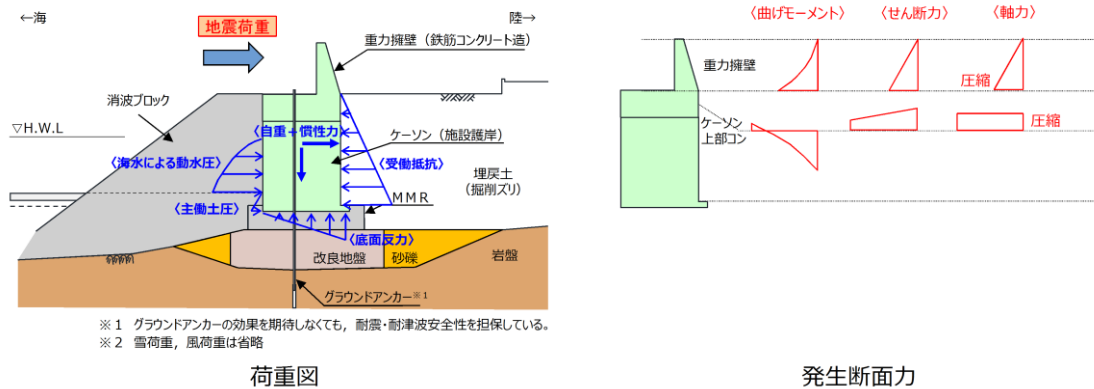 ←海
陸→
地震荷重
重力擁壁（鉄筋コンクリート造）
消波ブロック
▽H.W.L
〈自重＋慣性力〉
ケーソン（施設護岸）
〈海水による動水圧〉
〈受働抵抗〉
埋戻土
（掘削ズリ）
〈主働土圧〉
MMR
〈底面反力〉
改良地盤
砂礫
岩盤
グラウンドアンカー※1
※1 グラウンドアンカーの効果を期待しなくても，耐震・耐津波安全性を担保している。
※2 雪荷重，風荷重は省略
荷重図
〈曲げモーメント〉
〈せん断力〉
〈軸力〉
重力擁壁
圧縮
ケーソン
上部コン
圧縮
発生断面力